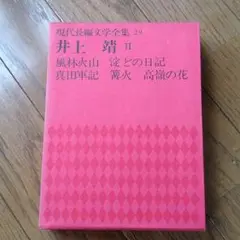 現代長編文学全集 29
井上 靖 II
風林火山 淀どの日記
真田軍記 篝火 高嶺の花